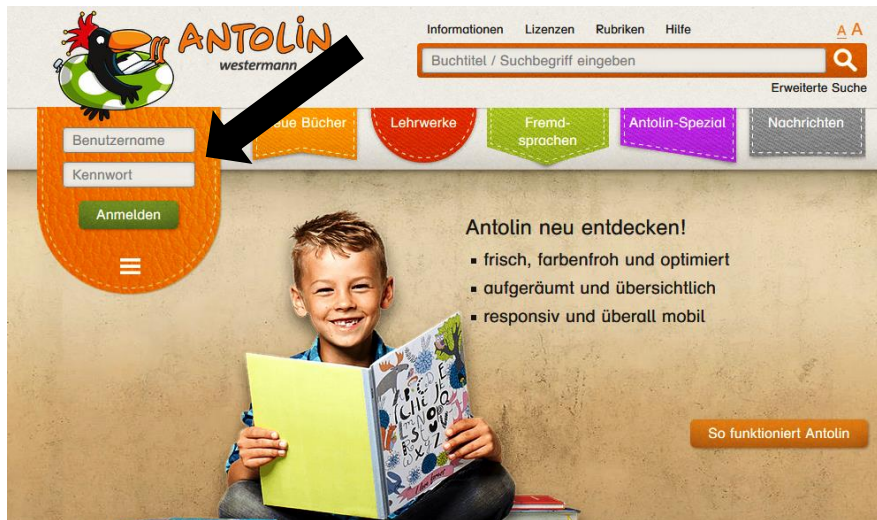 ANTOLIN
westermann
Informationen Lizenzen Rubriken Hilfe A A
Buchtitel / Suchbegriff eingeben
Erweiterte Suche
Benutzername
Kennwort
Anmelden
Bücher
Lehrwerke
Fremd-
sprachen
Antolin-Spezial
Nachrichten
Antolin neu entdecken!
frisch, farbenfroh und optimiert
aufgeräumt und übersichtlich
responsiv und überall mobil
So funktioniert Antolin